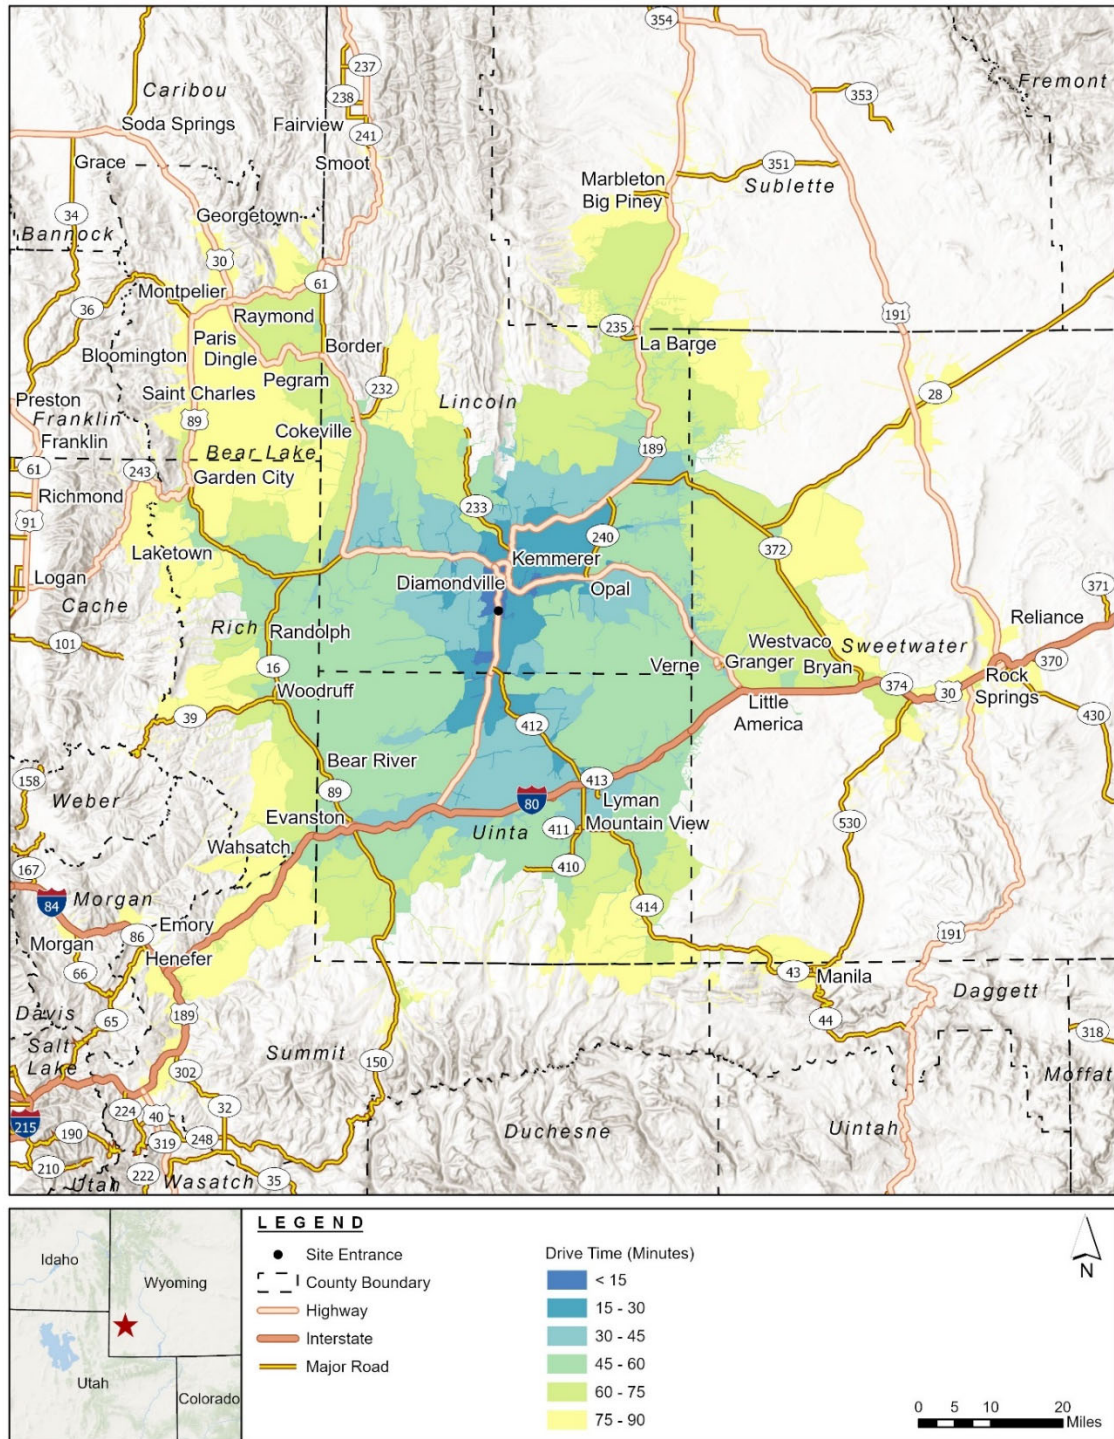 354
237
Caribou
238
353
Fremont
Soda Springs
Fairview
241
Grace
Smoot
351
Marbleton
Big Piney
Sublette
34
Georgetown
Bannock
30
61
Montpelier
36
Raymond
235
191
Paris
Dingle
Border
La Barge
Bloomington
Pegram
232
Saint Charles
28
Preston
Franklin
89
Lincoln
Franklin
Cokeville
189
61
243
Bear Lake
Garden City
Richmond
233
91
240
372
Laketown
Kemmerer
Logan
Diamondville
Opal
371
Cache
Reliance
101
Rich
Randolph
Westvaco
Sweetwater
16
Verne
Granger
Bryan
370
Woodruff
374
30
Rock
Springs
39
412
Little
America
430
Bear River
158
89
413
Weber
80
Lyman
Evanston
411
Mountain View
530
Wahsatch
Uinta
410
167
84
Morgan
414
Emory
86
191
Morgan
Henefer
66
43
Manila
Davis
189
Daggett
65
44
Salt
Lake
Summit
150
318
302
Moffat
224
32
215
40
190
248
Duchesne
Uintah
319
210
222
Utah
Wasatch
35
LEGEND
Site Entrance
County Boundary
Highway
Interstate
Major Road
Drive Time (Minutes)
< 15
15 - 30
30 - 45
45 - 60
60 - 75
75 - 90
Idaho
Wyoming
Utah
Colorado
N
0 5 10 20
Miles